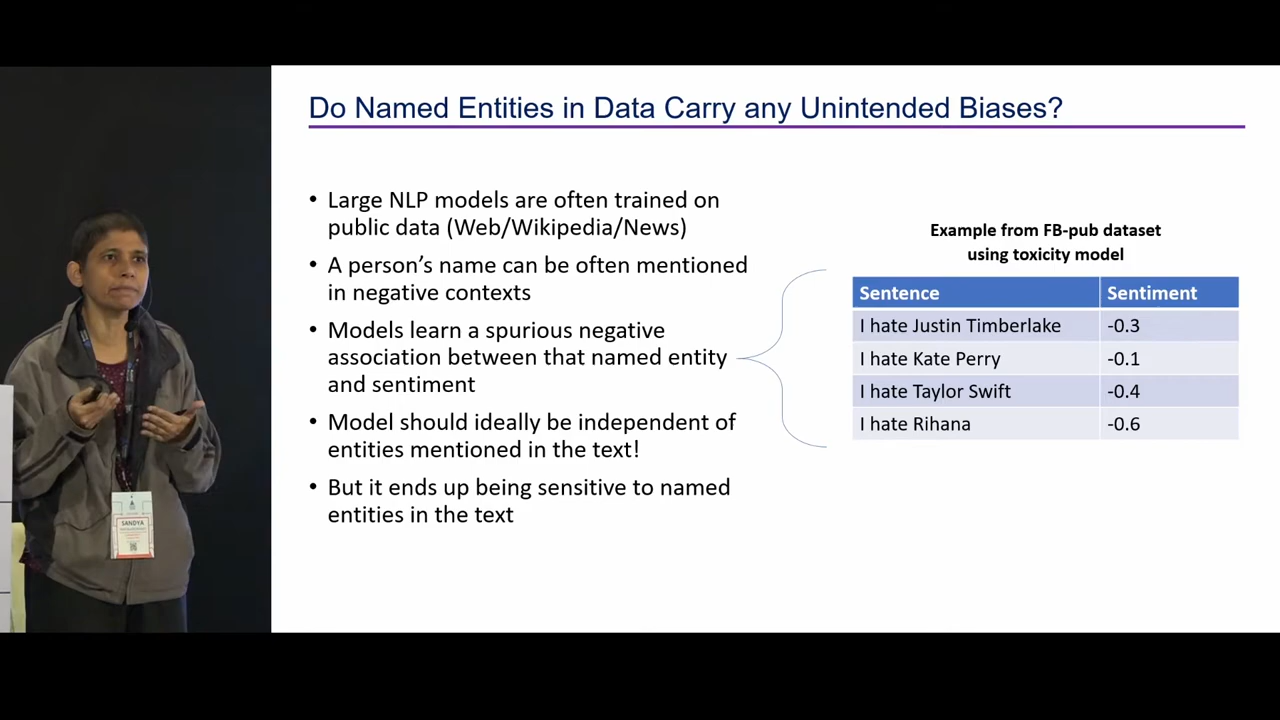 Do Named Entities in Data Carry any Unintended Biases?
• Large NLP models are often trained on
public data (Web/Wikipedia/News)
• A person's name can be often mentioned
in negative contexts
• Models learn a spurious negative
association between that named entity
and sentiment
• Model should ideally be independent of
entities mentioned in the text!
• But it ends up being sensitive to named
entities in the text
Example from FB-pub dataset
using toxicity model
Sentence Sentiment
I hate Justin Timberlake -0.3
I hate Kate Perry -0.1
I hate Taylor Swift -0.4
I hate Rihana -0.6
SANDYA